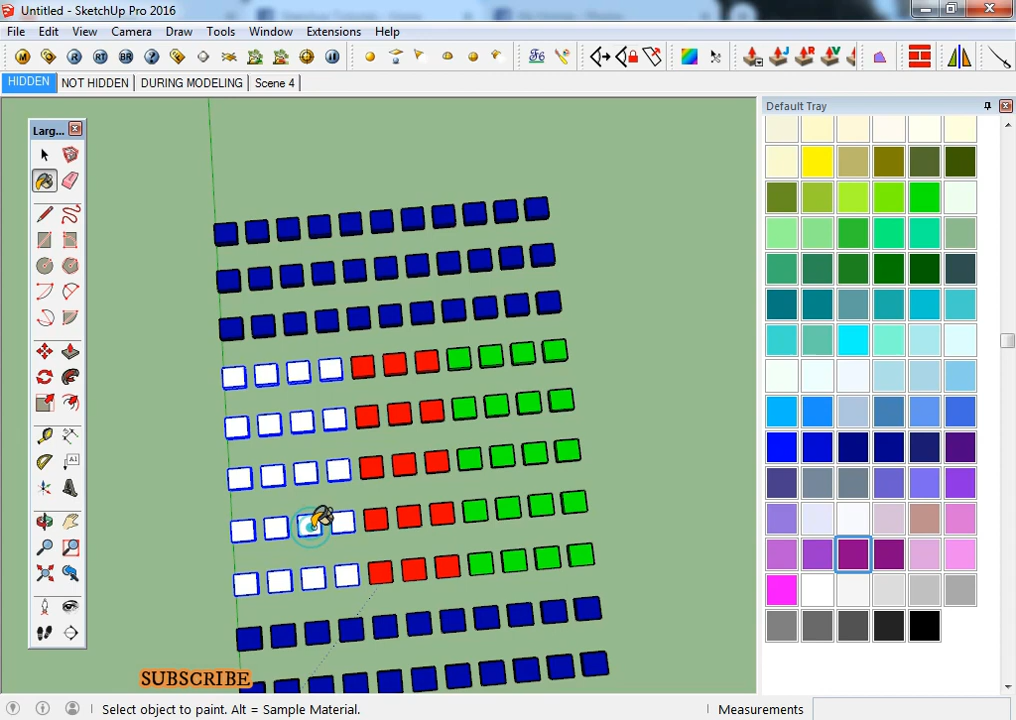 Untitled - SketchUp Pro 2016
File Edit View Camera Draw Tools Window Extensions Help
HIDDEN NOT HIDDEN DURING MODELING Scene 4
Larg...
Default Tray
SUBSCRIBE
Select object to paint. Alt = Sample Material.
Measurements